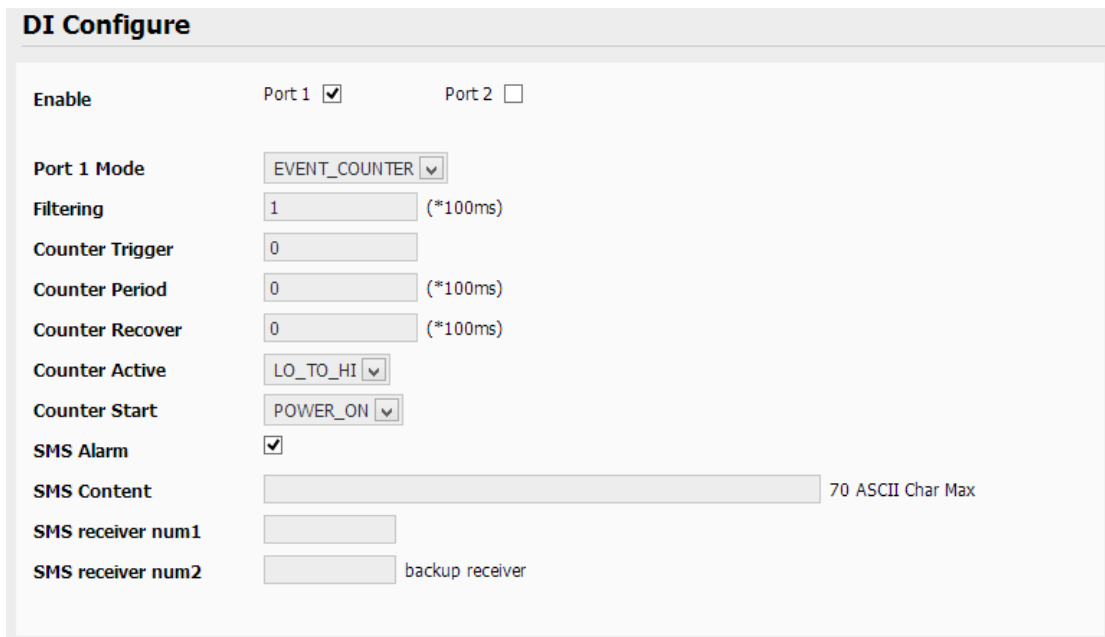 DI Configure
Enable Port 1 Port 2
Port 1 Mode EVENT_COUNTER
Filtering 1 (*100ms)
Counter Trigger 0
Counter Period 0 (*100ms)
Counter Recover 0 (*100ms)
Counter Active LO_TO_HI
Counter Start POWER_ON
SMS Alarm
SMS Content 70 ASCII Char Max
SMS receiver num1
SMS receiver num2 backup receiver